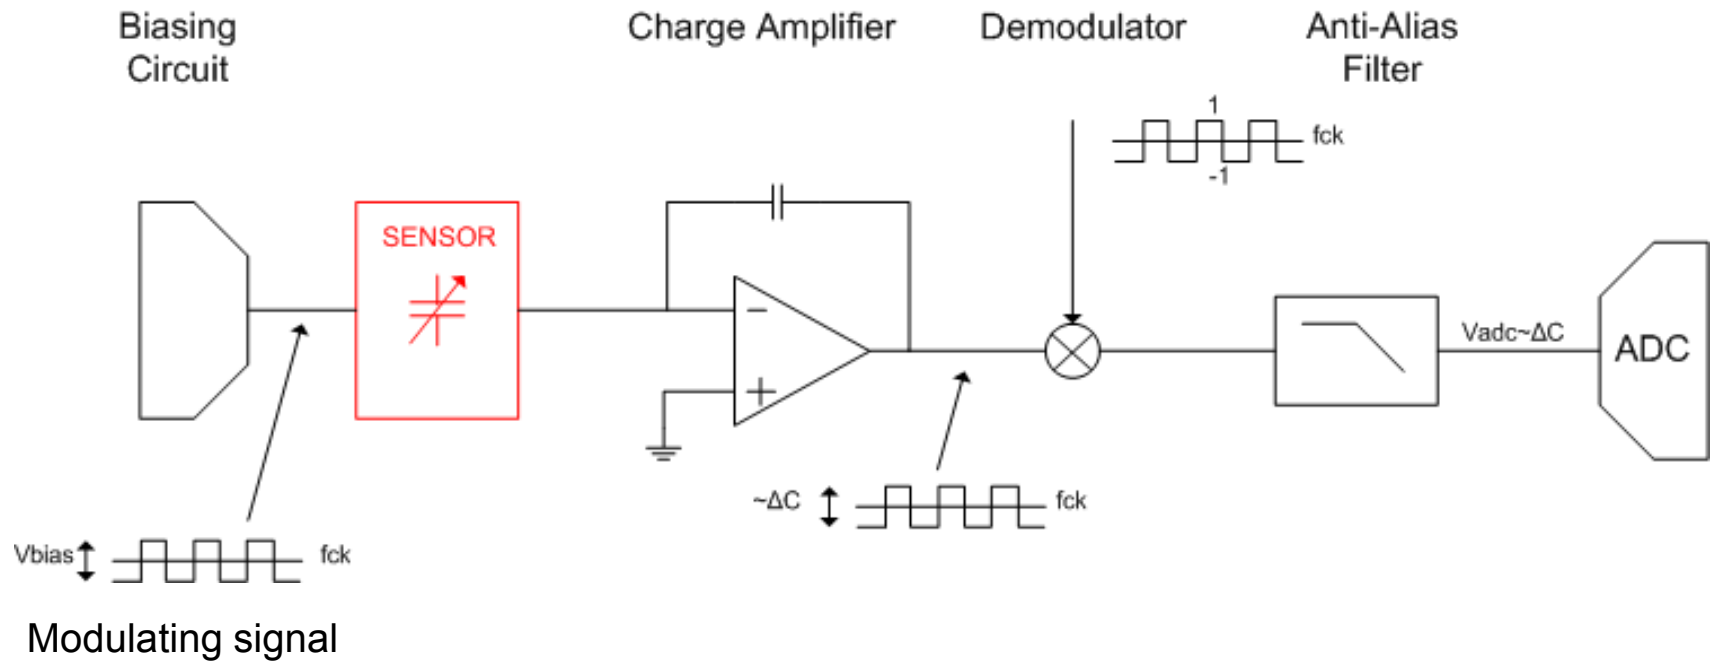 Biasing
Circuit
Charge Amplifier
Demodulator
Anti-Alias
Filter
1
fck
-1
SENSOR
−
+
Vadc~ΔC
ADC
~ΔC
fck
Vbias
fck
Modulating signal